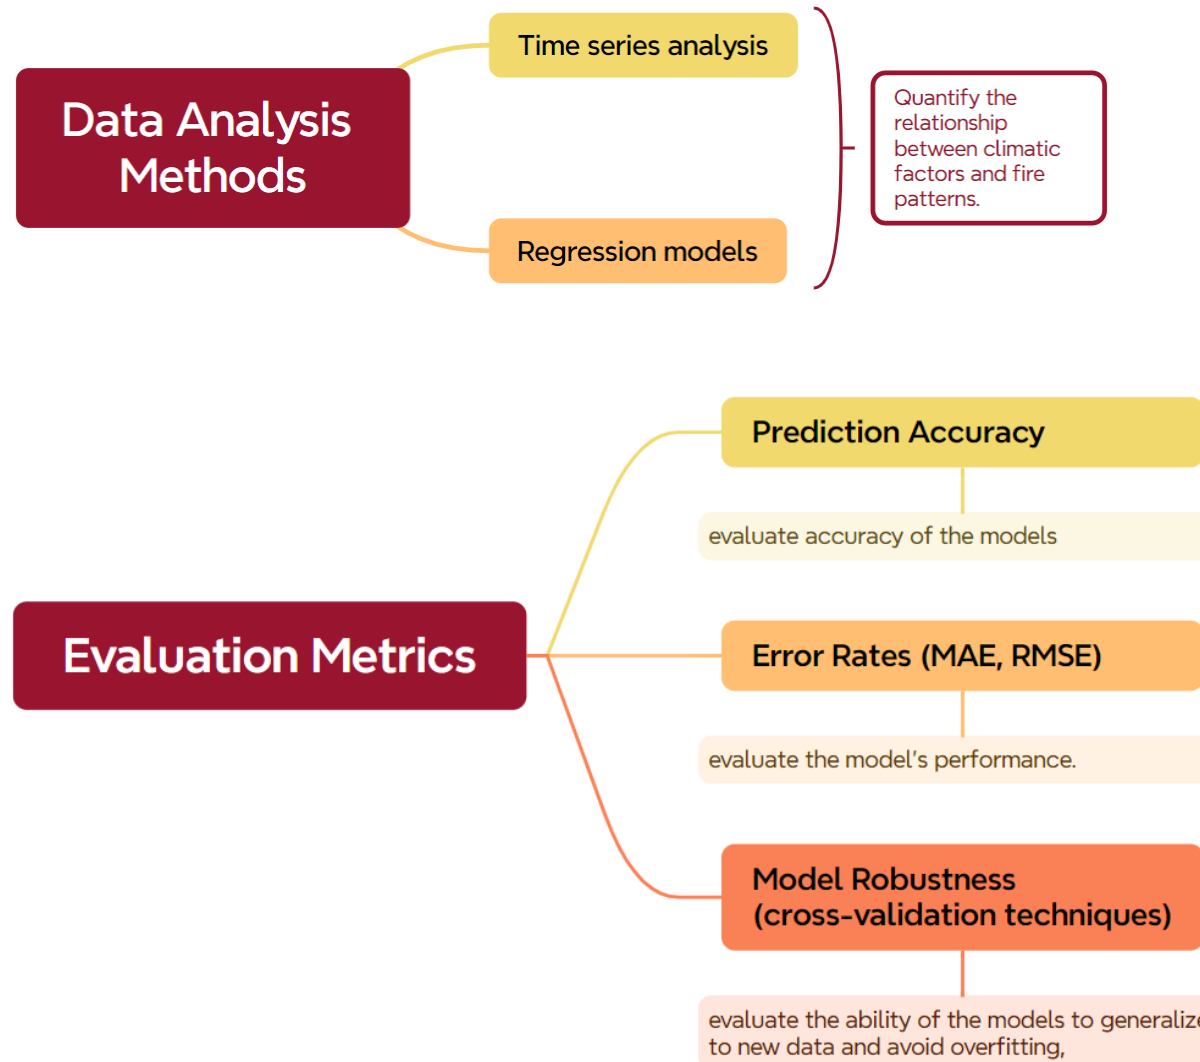 Time series analysis
Data Analysis
Methods
Quantify the
relationship
between climatic
factors and fire
patterns.
Regression models
Prediction Accuracy
evaluate accuracy of the models
Evaluation Metrics
Error Rates (MAE, RMSE)
evaluate the model's performance.
Model Robustness
(cross-validation techniques)
evaluate the ability of the models to generalize
to new data and avoid overfitting,